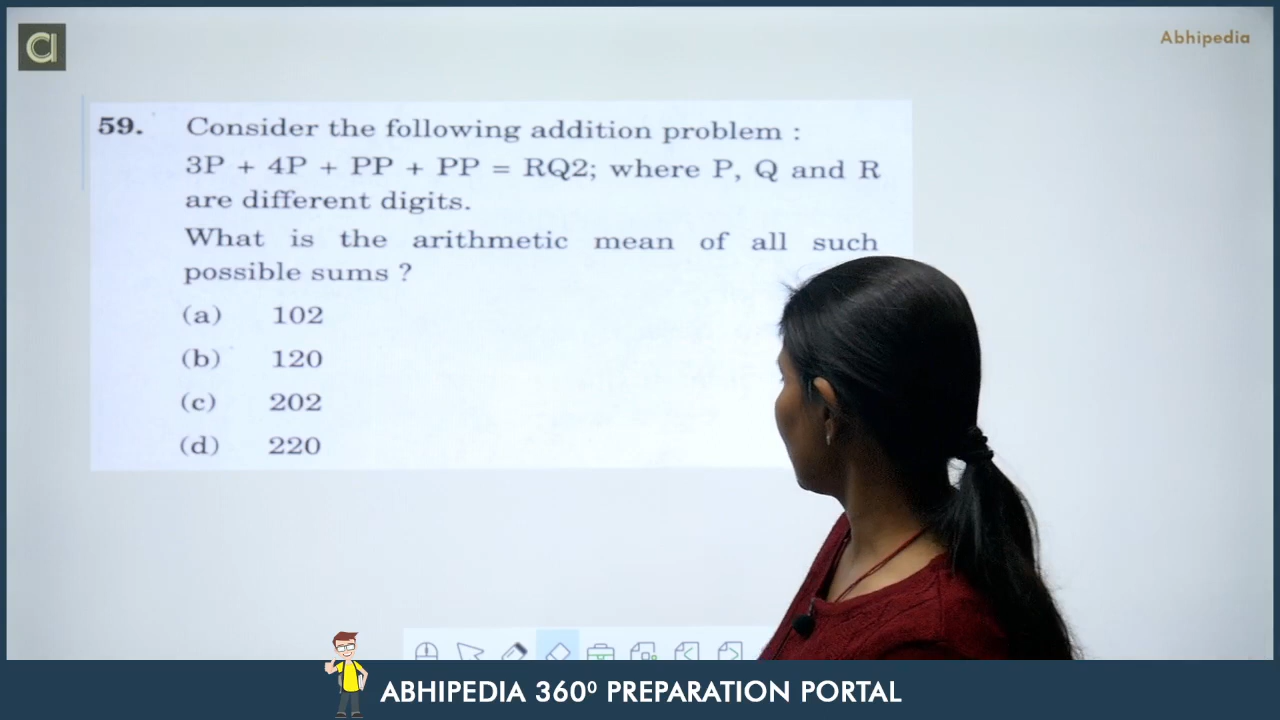 Abhipedia
59. Consider the following addition problem :
3P + 4P + PP + PP = RQ2; where P, Q and R
are different digits.
What is the arithmetic mean of all such
possible sums ?
(a) 102
(b) 120
(c) 202
(d) 220
ABHIPEDIA 360⁰ PREPARATION PORTAL